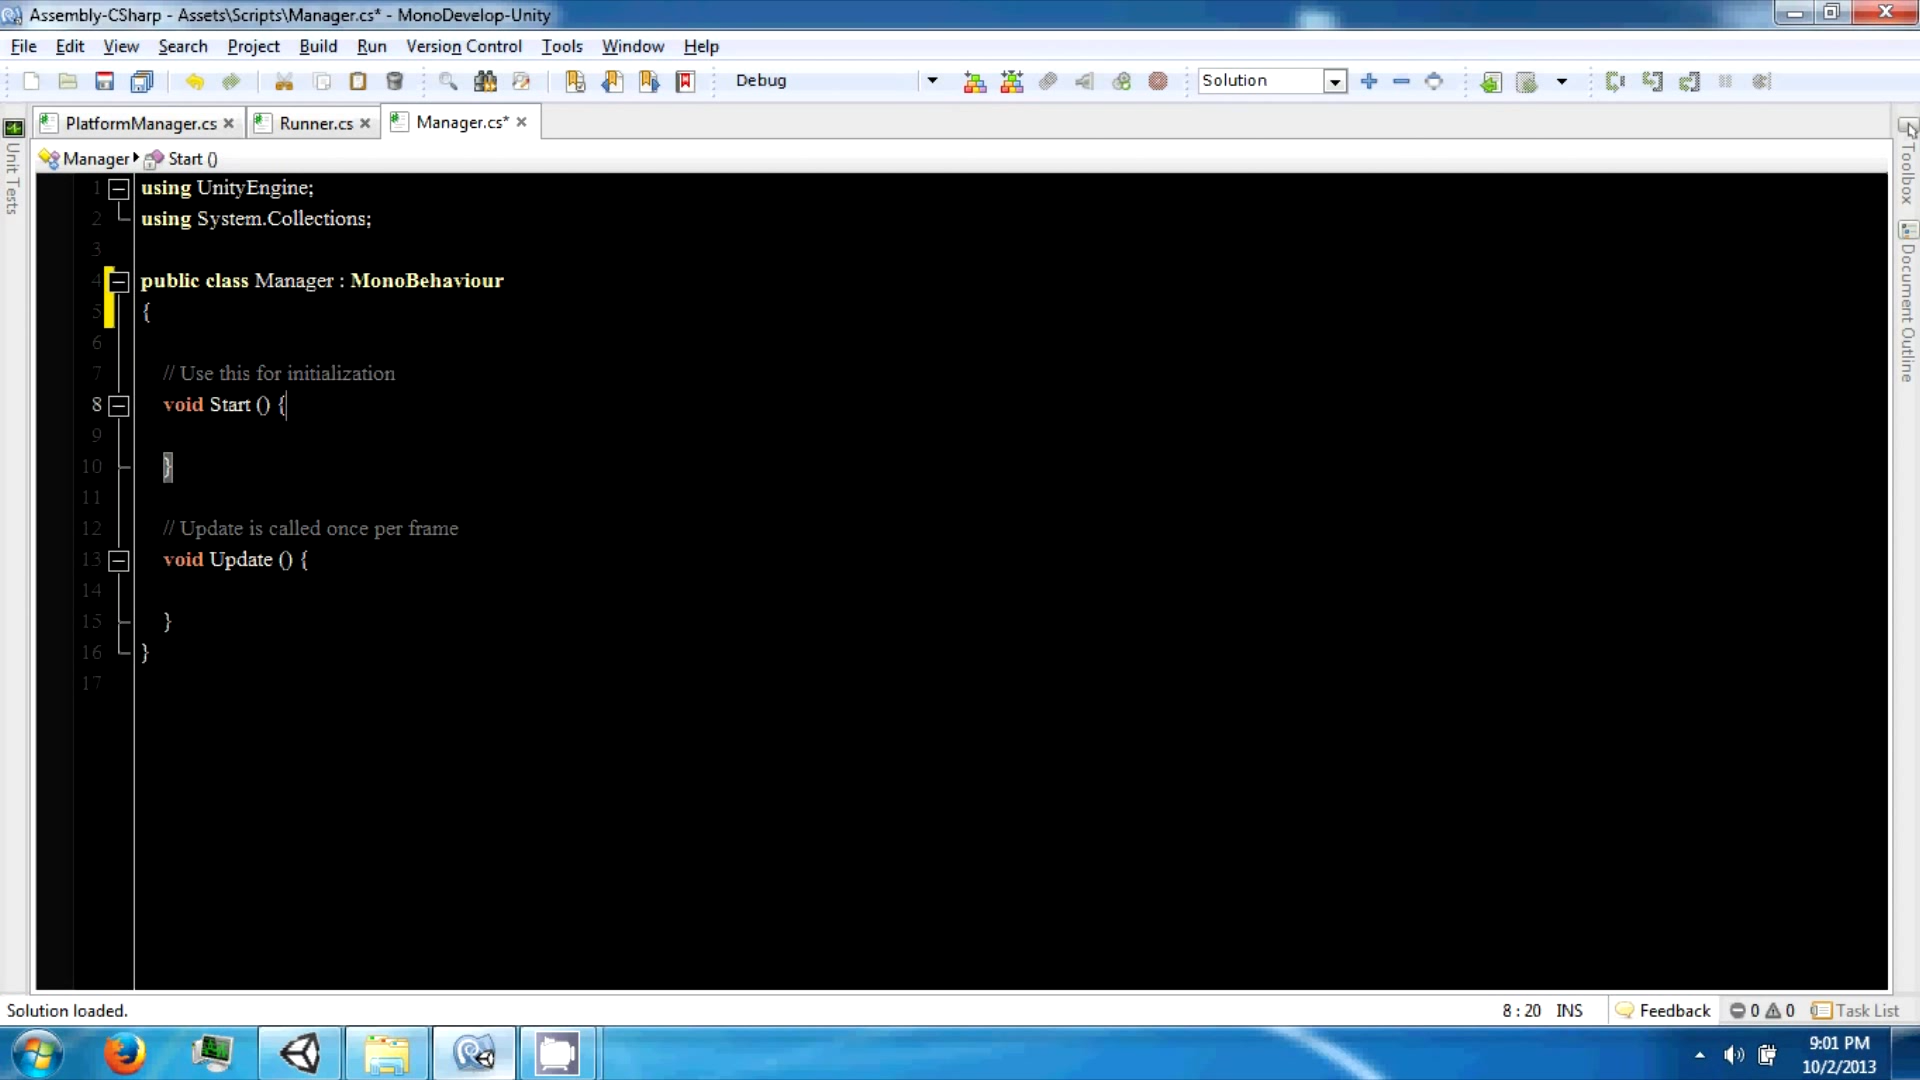 Assembly-CSharp - Assets\Scripts\Manager.cs* - MonoDevelop-Unity
File Edit View Search Project Build Run Version Control Tools Window Help
Debug Solution
PlatformManager.cs Runner.cs Manager.cs*
Manager Start ()
Unit Tests
Toolbox
Document Outline
1 using UnityEngine;
2 using System.Collections;
3
4 public class Manager : MonoBehaviour
5 {
6
7 // Use this for initialization
8 void Start () {
9
10 }
11
12 // Update is called once per frame
13 void Update () {
14
15 }
16 }
17
Solution loaded. 8 : 20 INS Feedback 0 0 Task List
9:01 PM
10/2/2013